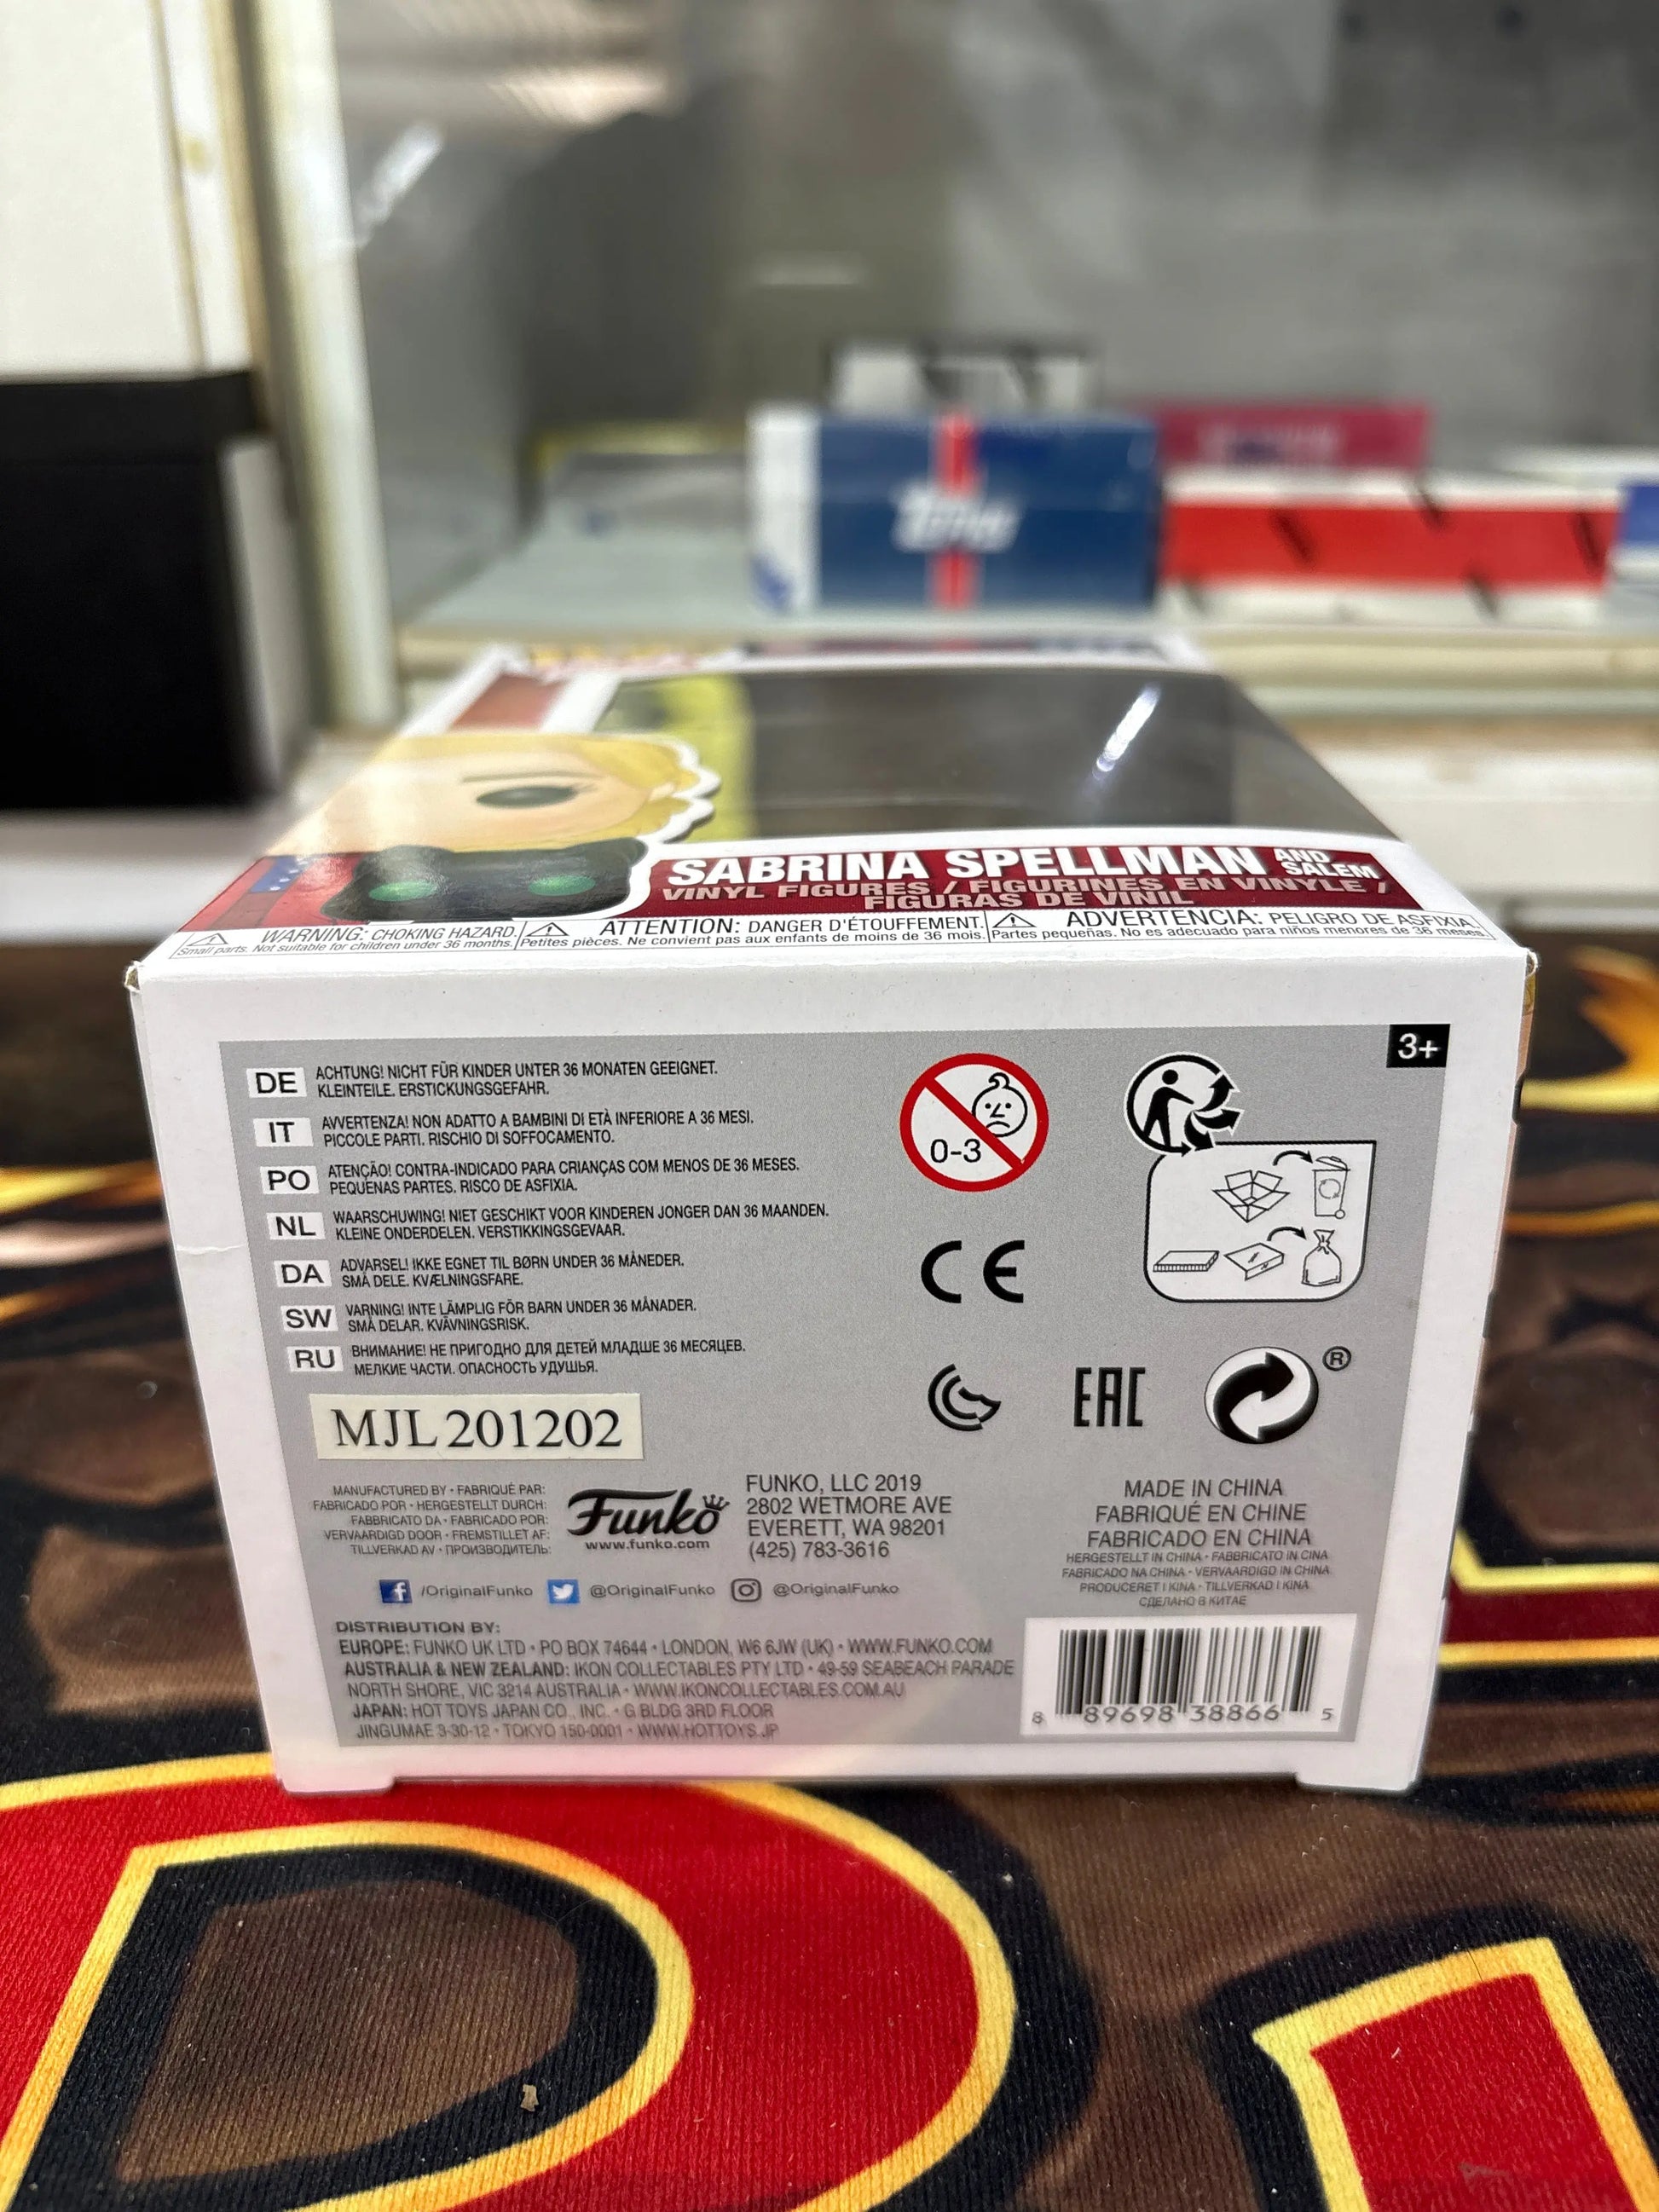 Topps
SABRINA SPELLMAN AND SALEM
VINYL FIGURES / FIGURINES EN VINYLE /
FIGURAS DE VINIL
WARNING: CHOKING HAZARD.
Small parts. Not suitable for children under 36 months.
ATTENTION: DANGER D'ÉTOUFFEMENT.
Petites pièces. Ne convient pas aux enfants de moins de 36 mois.
ADVERTENCIA: PELIGRO DE ASFIXIA.
Partes pequeñas. No es adecuado para niños menores de 36 meses.
3+
DE ACHTUNG! NICHT FÜR KINDER UNTER 36 MONATEN GEEIGNET.
KLEINTEILE. ERSTICKUNGSGEFAHR.
IT AVVERTENZA! NON ADATTO A BAMBINI DI ETÀ INFERIORE A 36 MESI.
PICCOLE PARTI. RISCHIO DI SOFFOCAMENTO.
PO ATENÇÃO! CONTRA-INDICADO PARA CRIANÇAS COM MENOS DE 36 MESES.
PEQUENAS PARTES. RISCO DE ASFIXIA.
NL WAARSCHUWING! NIET GESCHIKT VOOR KINDEREN JONGER DAN 36 MAANDEN.
KLEINE ONDERDELEN. VERSTIKKINGSGEVAAR.
DA ADVARSEL! IKKE EGNET TIL BØRN UNDER 36 MÅNEDER.
SMÅ DELE. KVÆLNINGSFARE.
SW VARNING! INTE LÄMPLIG FÖR BARN UNDER 36 MÅNADER.
SMÅ DELAR. KVÄVNINGSRISK.
RU ВНИМАНИЕ! НЕ ПРИГОДНО ДЛЯ ДЕТЕЙ МЛАДШЕ 36 МЕСЯЦЕВ.
МЕЛКИЕ ЧАСТИ. ОПАСНОСТЬ УДУШЬЯ.
0-3
CE
EAC
®
MJL201202
MANUFACTURED BY • FABRIQUÉ PAR:
FABRICADO POR • HERGESTELLT DURCH:
FABBRICATO DA • FABRICADO POR:
VERVAARDIGD DOOR • FREMSTILLET AF:
TILLVERKAD AV • ПРОИЗВОДИТЕЛЬ:
Funko
www.funko.com
FUNKO, LLC 2019
2802 WETMORE AVE
EVERETT, WA 98201
(425) 783-3616
MADE IN CHINA
FABRIQUÉ EN CHINE
FABRICADO EN CHINA
HERGESTELLT IN CHINA • FABBRICATO IN CINA
FABRICADO NA CHINA • VERVAARDIGD IN CHINA
PRODUCERET I KINA • TILLVERKAD I KINA
СДЕЛАНО В КИТАЕ
/OriginalFunko @OriginalFunko @OriginalFunko
DISTRIBUTION BY:
EUROPE: FUNKO UK LTD • PO BOX 74644 • LONDON, W6 6JW (UK) • WWW.FUNKO.COM
AUSTRALIA & NEW ZEALAND: IKON COLLECTABLES PTY LTD • 49-59 SEABEACH PARADE
NORTH SHORE, VIC 3214 AUSTRALIA • WWW.IKONCOLLECTABLES.COM.AU
JAPAN: HOT TOYS JAPAN CO., INC. • G BLDG 3RD FLOOR
JINGUMAE 3-30-12 • TOKYO 150-0001 • WWW.HOTTOYS.JP
8 89698 38866 5